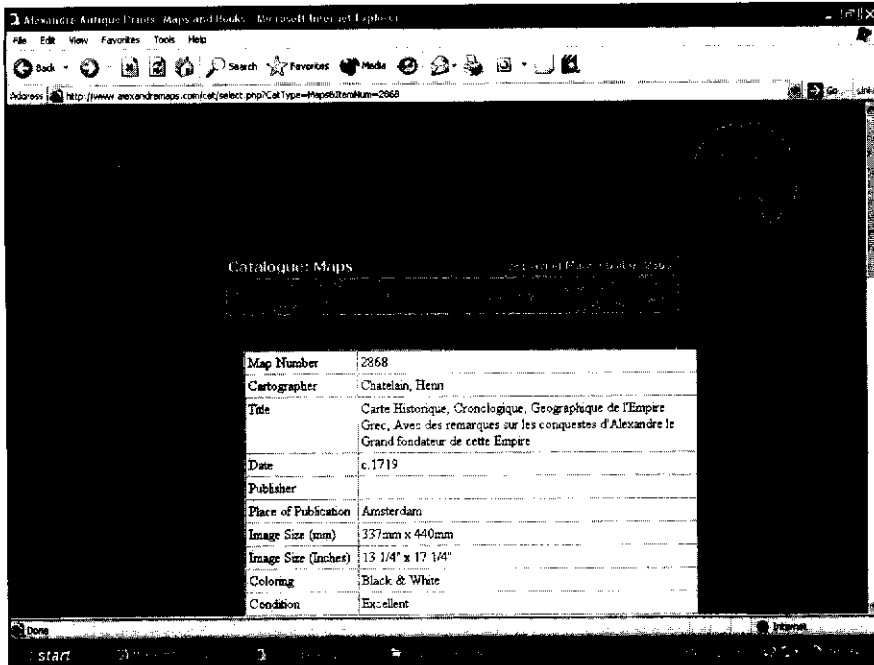 Alexandre Antique Prints, Maps and Books - Microsoft Internet Explorer
File Edit View Favorites Tools Help
Back Search Favorites Media
Address http://www.alexandremaps.com/cat/select.php?CatType=Maps&ItemNum=2868 Go Links
Catalogue: Maps
Map Number 2868
Cartographer Chatelain, Henri
Title Carte Historique, Cronologique, Geographique de l'Empire
Grec, Avec des remarques sur les conquestes d'Alexandre le
Grand fondateur de cette Empire
Date c.1719
Publisher
Place of Publication Amsterdam
Image Size (mm) 337mm x 440mm
Image Size (Inches) 13 1/4" x 17 1/4"
Coloring Black & White
Condition Excellent
Done Internet
start